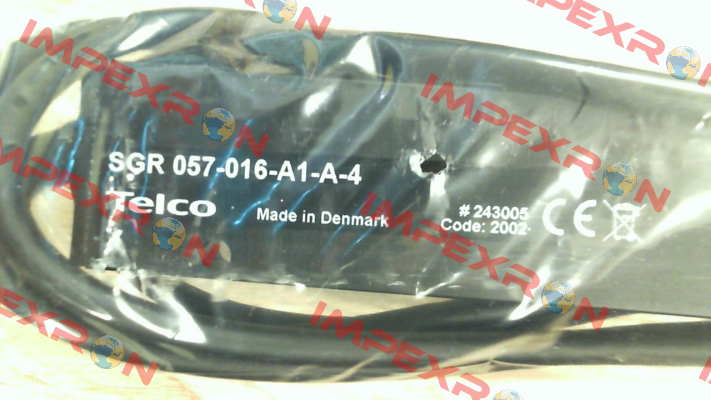 SGR 057-016-A1-A-4
Telco
Made in Denmark
# 243005
Code: 2002-
CE
IMPEXRON
IMPEXRON
IMPEXRON
IMPEXRON
IMPEXRON
IMPEXRON